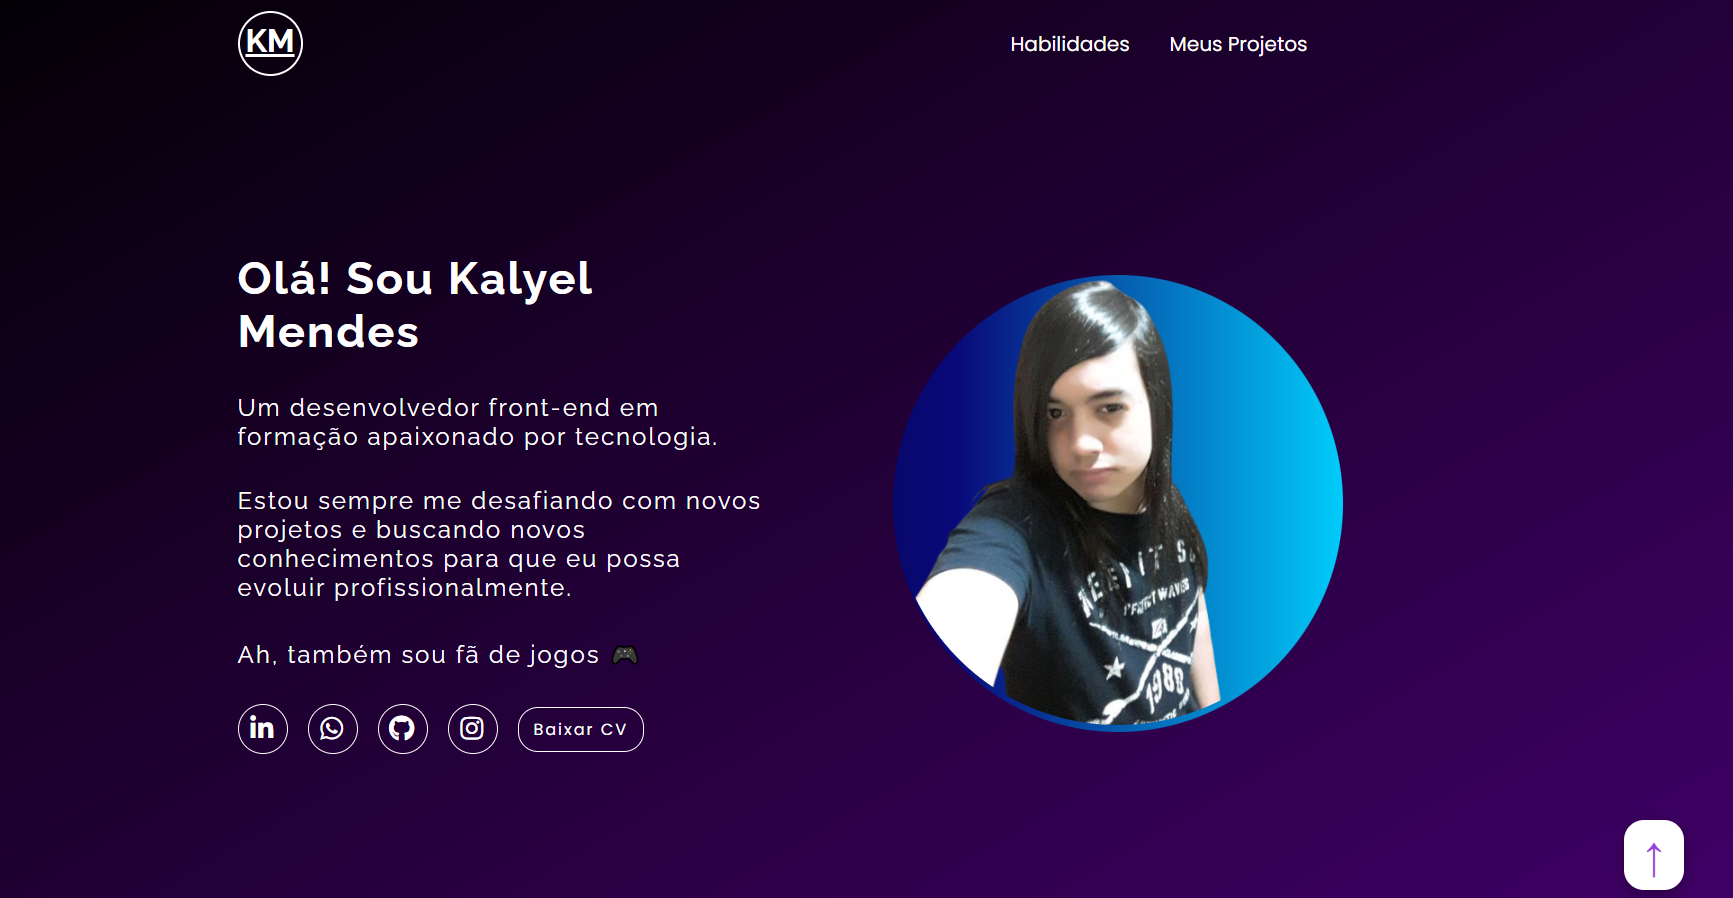 KM
Habilidades
Meus Projetos
Olá! Sou Kalyel
Mendes
Um desenvolvedor front-end em
formação apaixonado por tecnologia.
Estou sempre me desafiando com novos
projetos e buscando novos
conhecimentos para que eu possa
evoluir profissionalmente.
Ah, também sou fã de jogos 🎮
in
Baixar CV
1988